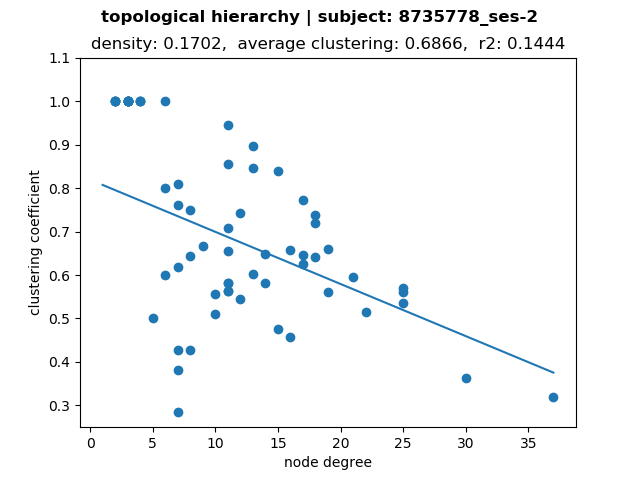 topological hierarchy | subject: 8735778_ses-2
density: 0.1702,  average clustering: 0.6866,  r2: 0.1444
1.1
1.0
0.9
0.8
0.7
0.6
0.5
0.4
0.3
clustering coefficient
0 5 10 15 20 25 30 35
node degree